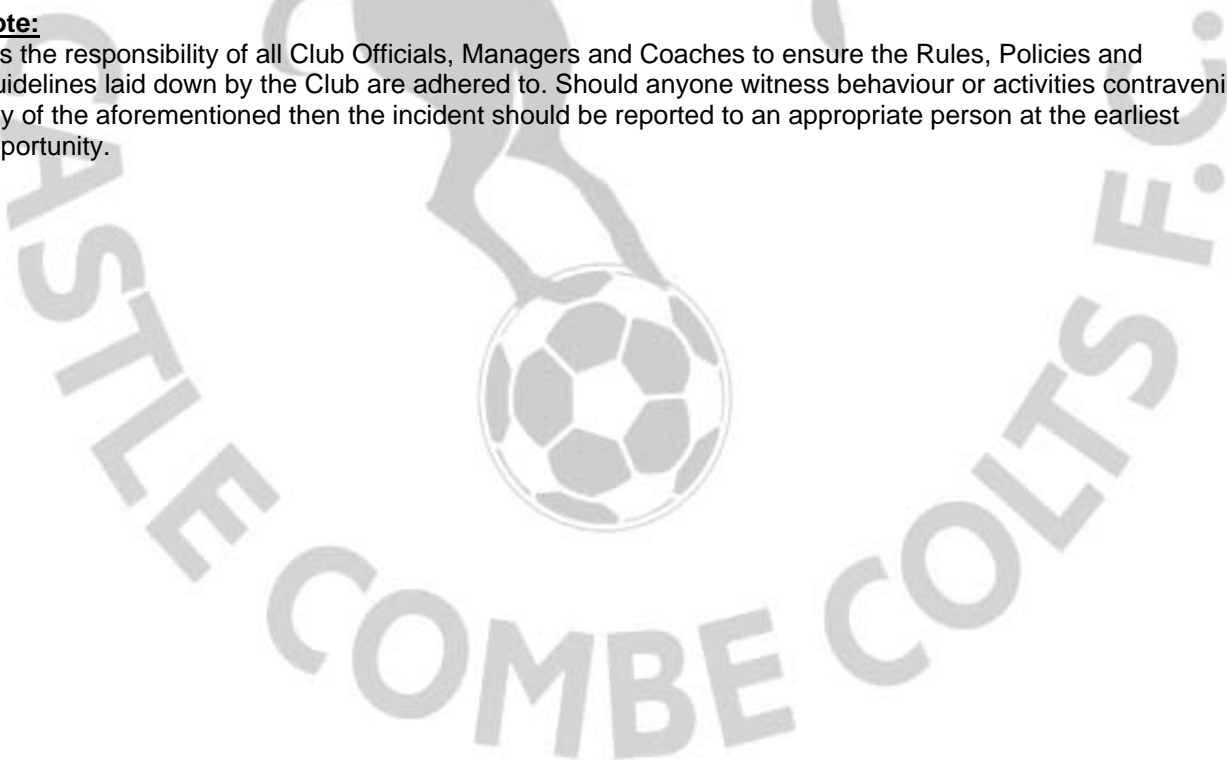 ote:
s the responsibility of all Club Officials, Managers and Coaches to ensure the Rules, Policies and
uidelines laid down by the Club are adhered to. Should anyone witness behaviour or activities contraveni
y of the aforementioned then the incident should be reported to an appropriate person at the earliest
portunity.
CASTLE COMBE COLTS F.C.